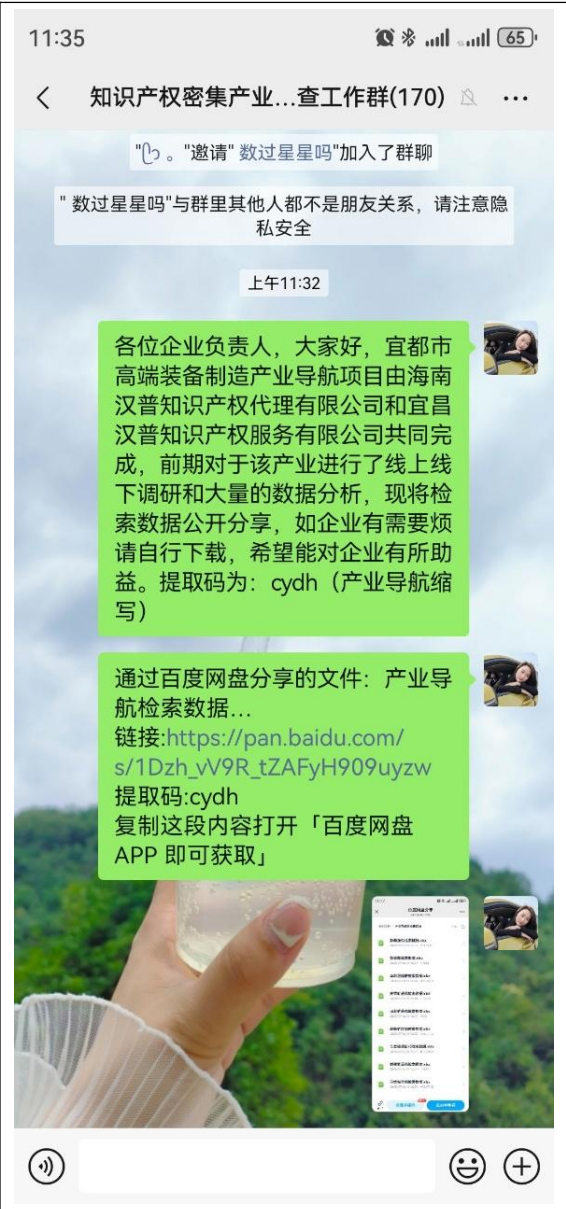 11:35
65
知识产权密集产业...查工作群(170)
"邀请" 数过星星吗"加入了群聊
" 数过星星吗"与群里其他人都不是朋友关系，请注意隐
私安全
上午11:32
各位企业负责人，大家好，宜都市
高端装备制造产业导航项目由海南
汉普知识产权代理有限公司和宜昌
汉普知识产权服务有限公司共同完
成，前期对于该产业进行了线上线
下调研和大量的数据分析，现将检
索数据公开分享，如企业有需要烦
请自行下载，希望能对企业有所助
益。提取码为：cydh（产业导航缩
写）
通过百度网盘分享的文件：产业导
航检索数据...
链接:https://pan.baidu.com/
s/1Dzh_vV9R_tZAFyH909uyzw
提取码:cydh
复制这段内容打开「百度网盘
APP 即可获取」